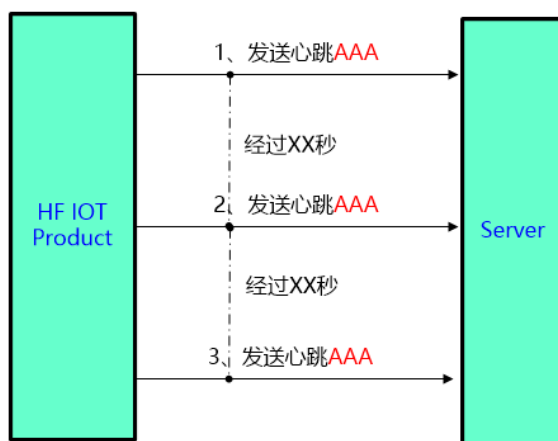 1、发送心跳AAA
经过XX秒
HF IOT
Product
2、发送心跳AAA
Server
经过XX秒
3、发送心跳AAA